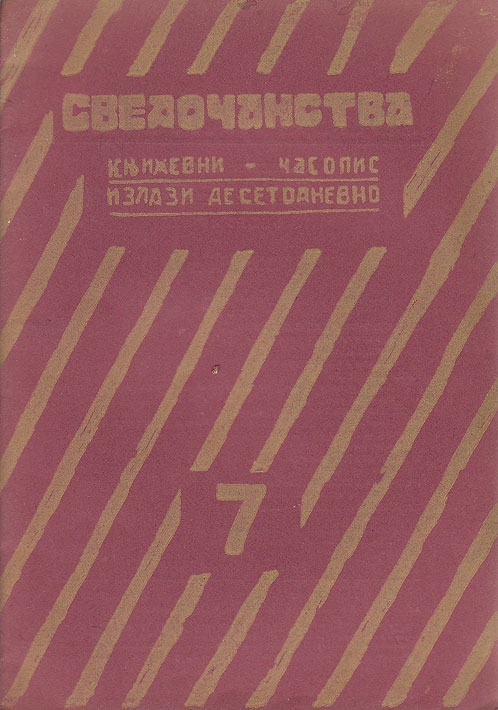 СВЕДОЧАНСТВА
КЊИЖЕВНИ - ЧАСОПИС
ИЗЛАЗИ ДЕСЕТОДНЕВНО
7